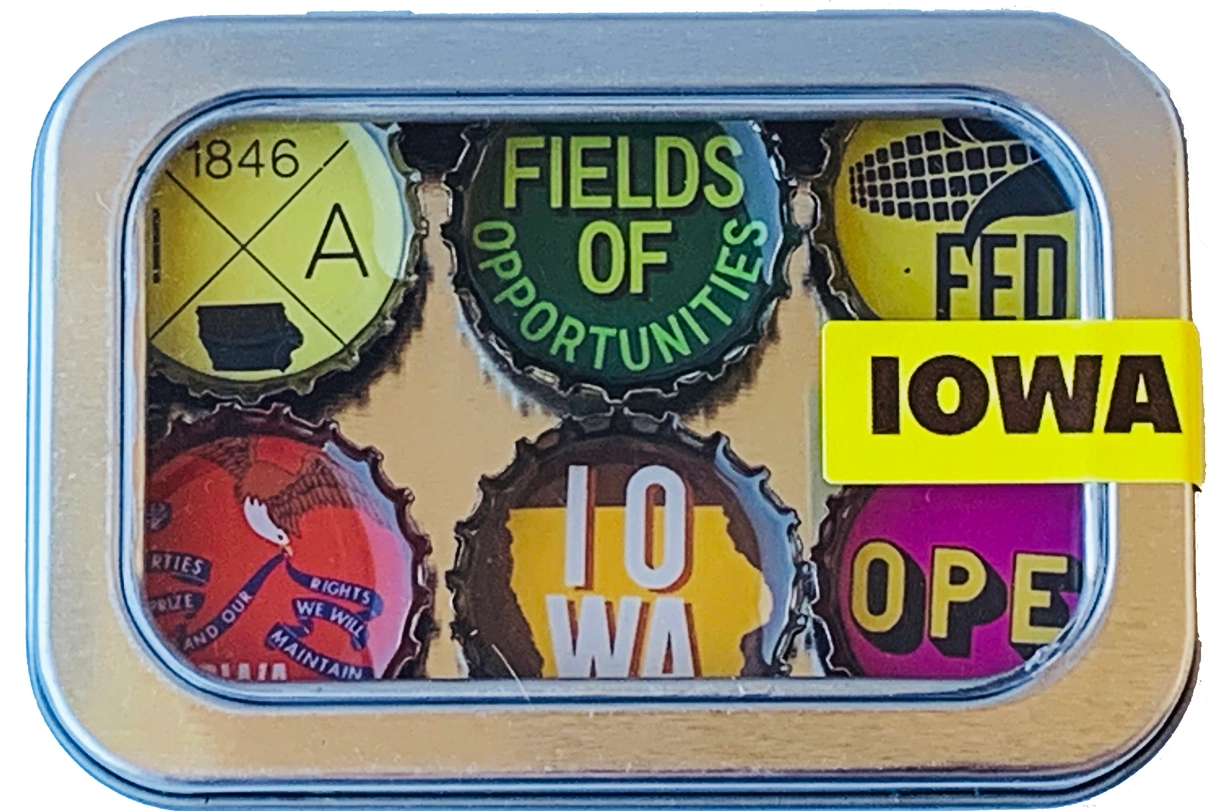 1846
A
FIELDS
OF
OPPORTUNITIES
FED
IOWA
RTIES
PRIZE
AND OUR
RIGHTS
WE WILL
MAINTAIN
IO
WA
OPE